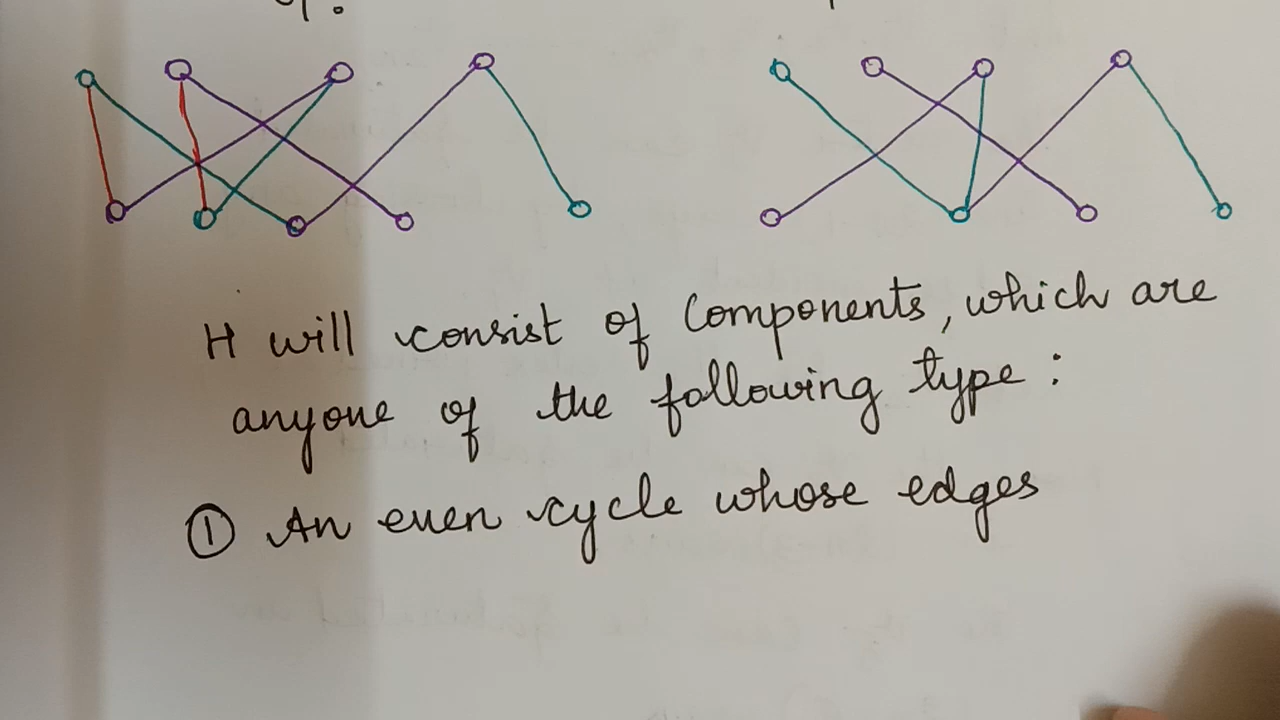 H will consist of components, which are
anyone of the following type :
① An even cycle whose edges